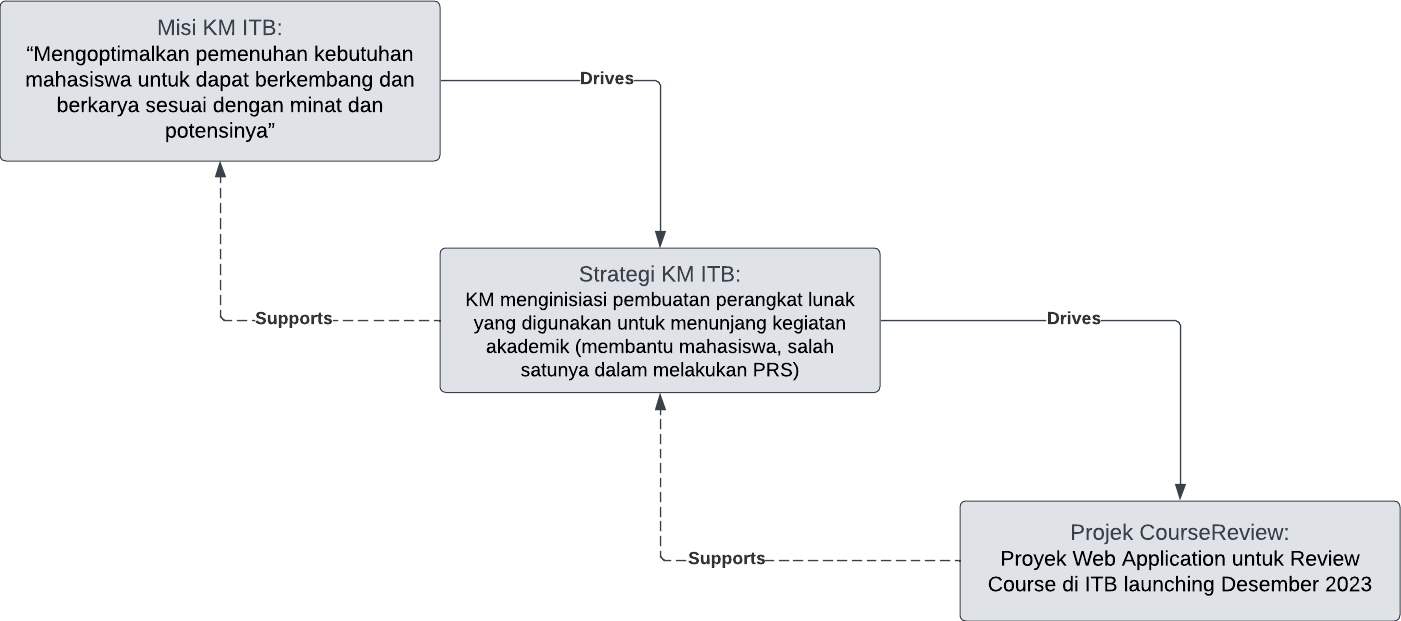 Misi KM ITB:
“Mengoptimalkan pemenuhan kebutuhan
mahasiswa untuk dapat berkembang dan
berkarya sesuai dengan minat dan
potensinya”
Drives
Supports
Strategi KM ITB:
KM menginisiasi pembuatan perangkat lunak
yang digunakan untuk menunjang kegiatan
akademik (membantu mahasiswa, salah
satunya dalam melakukan PRS)
Drives
Supports
Projek CourseReview:
Proyek Web Application untuk Review
Course di ITB launching Desember 2023